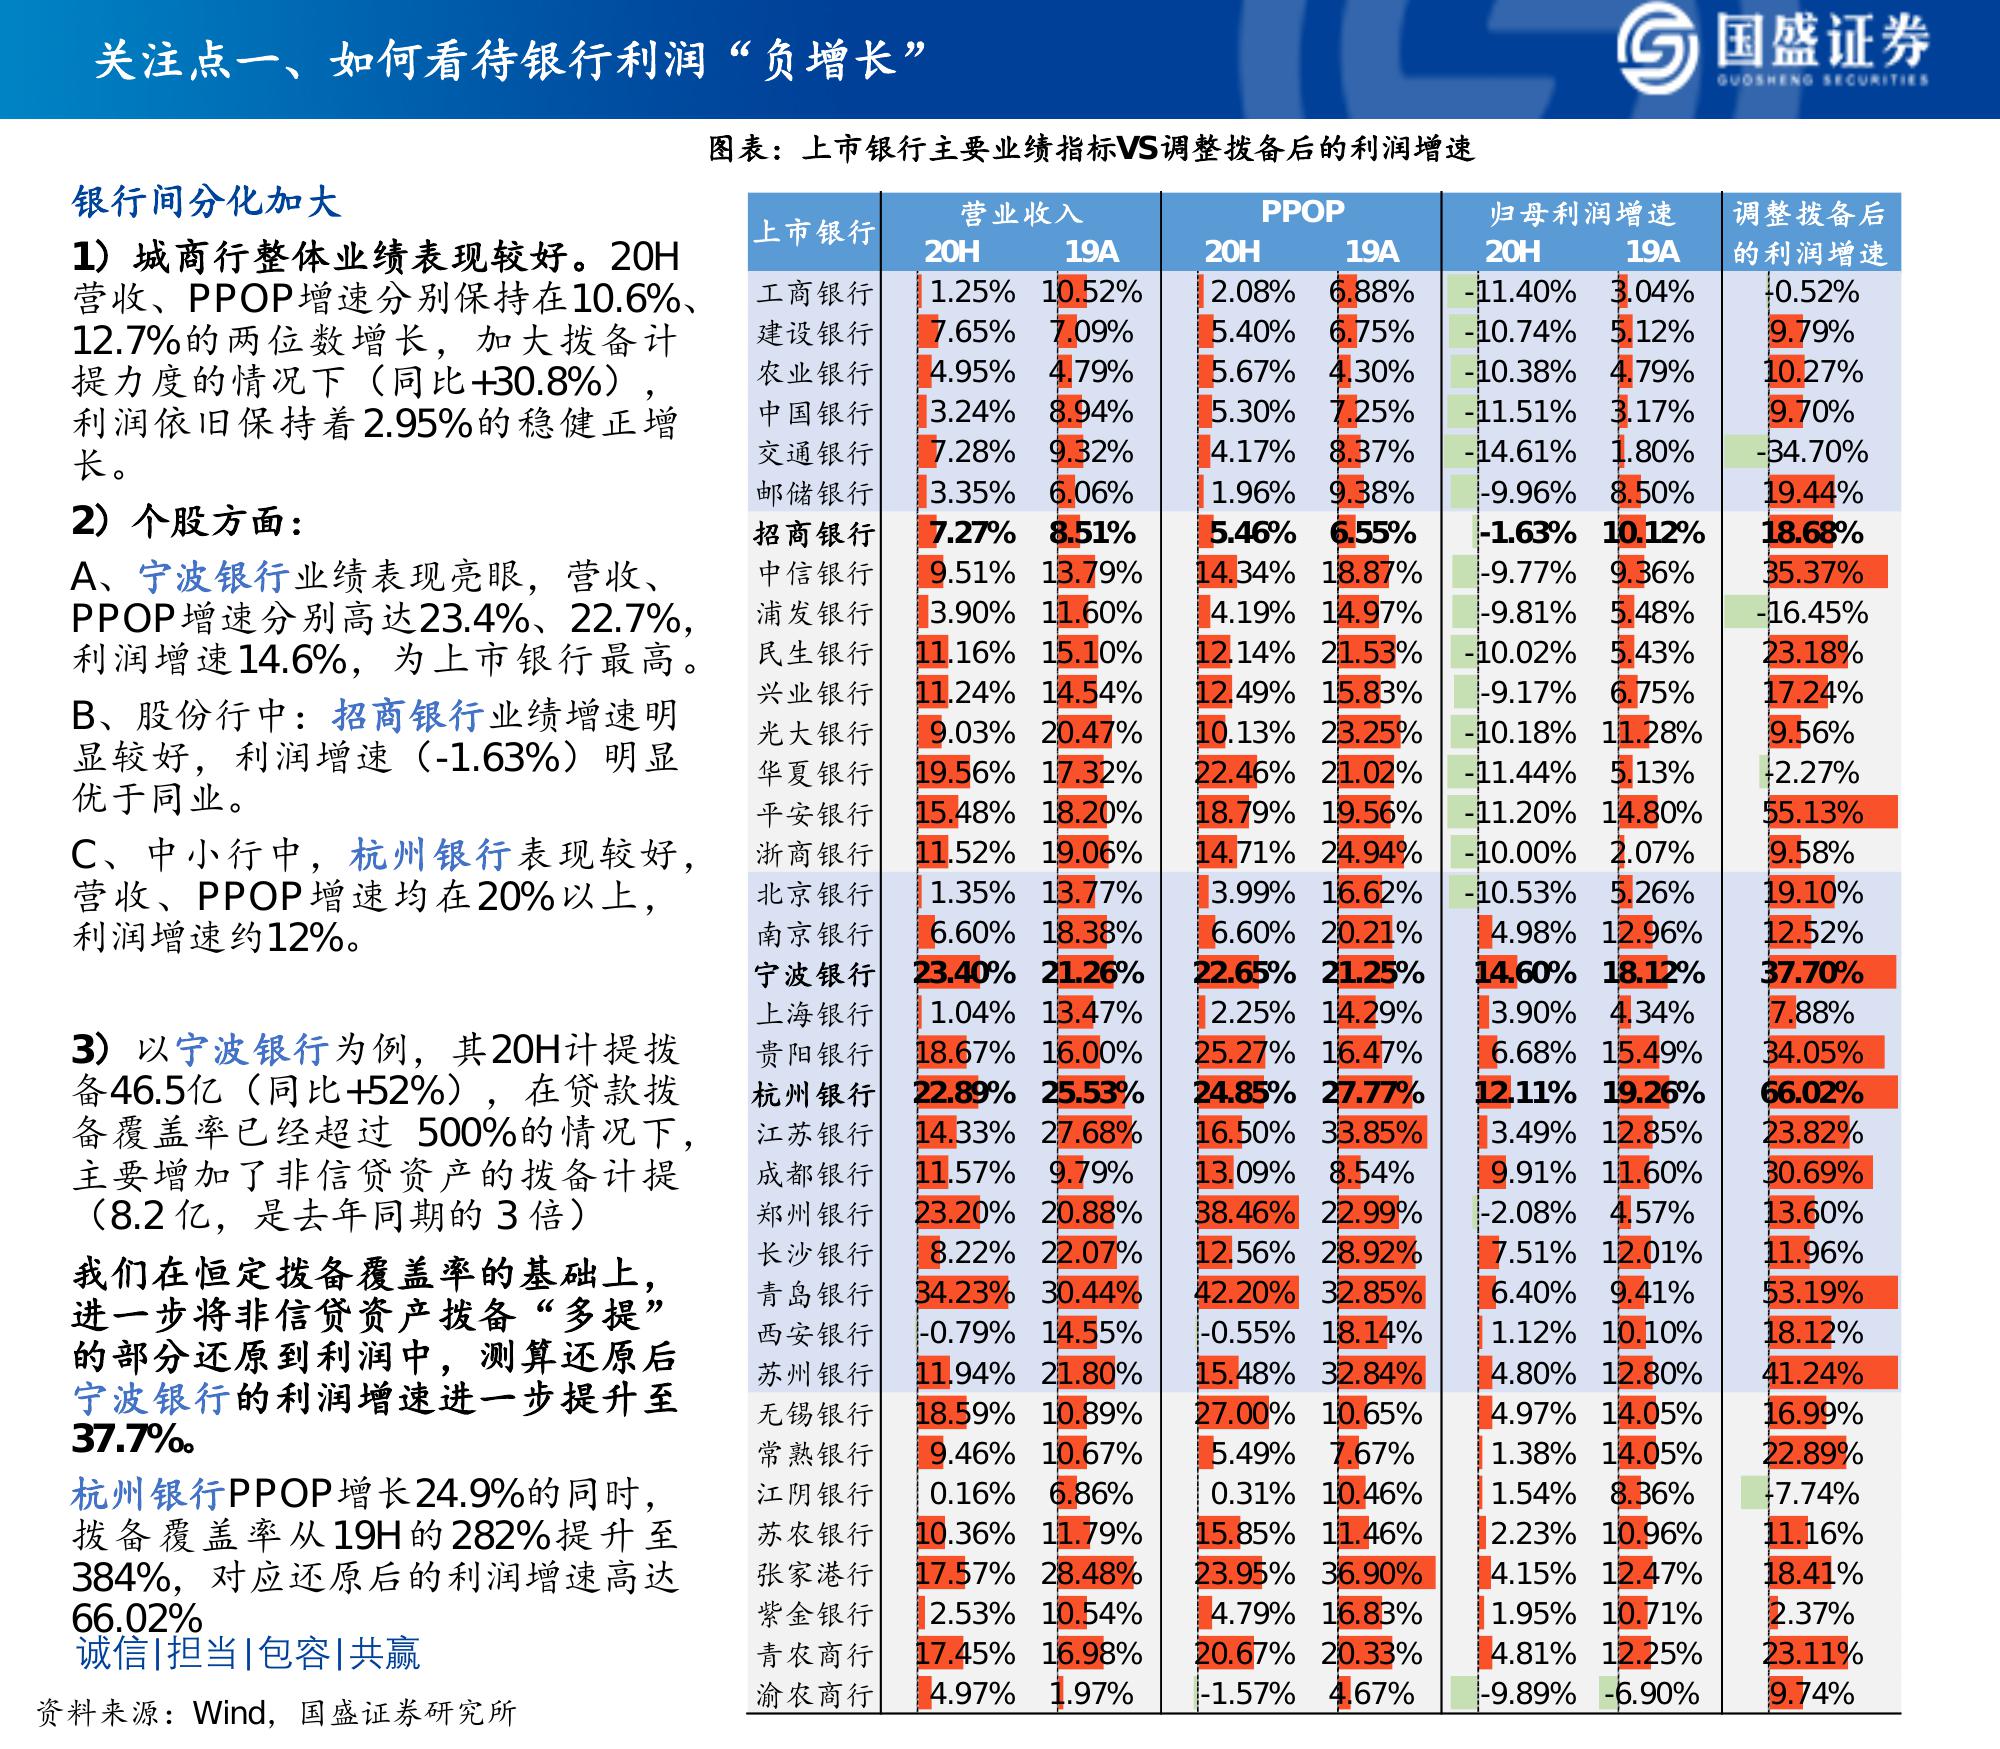 关注点一、如何看待银行利润“负增长”
国盛证券
GUOSHENG SECURITIES
图表：上市银行主要业绩指标VS调整拨备后的利润增速
银行间分化加大
1）城商行整体业绩表现较好。20H
营收、PPOP增速分别保持在10.6%、
12.7%的两位数增长，加大拨备计
提力度的情况下（同比+30.8%），
利润依旧保持着2.95%的稳健正增
长。
2）个股方面：
A、宁波银行业绩表现亮眼，营收、
PPOP增速分别高达23.4%、22.7%，
利润增速14.6%，为上市银行最高。
B、股份行中：招商银行业绩增速明
显较好，利润增速（-1.63%）明显
优于同业。
C、中小行中，杭州银行表现较好，
营收、PPOP增速均在20%以上，
利润增速约12%。
3）以宁波银行为例，其20H计提拨
备46.5亿（同比+52%），在贷款拨
备覆盖率已经超过 500%的情况下，
主要增加了非信贷资产的拨备计提
（8.2亿，是去年同期的 3 倍）
我们在恒定拨备覆盖率的基础上，
进一步将非信贷资产拨备“多提”
的部分还原到利润中，测算还原后
宁波银行的利润增速进一步提升至
37.7%。
杭州银行PPOP增长24.9%的同时，
拨备覆盖率从19H的282%提升至
384%，对应还原后的利润增速高达
66.02%
诚信|担当|包容|共赢
资料来源：Wind，国盛证券研究所
上市银行 营业收入 PPOP 归母利润增速 调整拨备后
20H 19A 20H 19A 20H 19A 的利润增速
工商银行 1.25% 10.52% 2.08% 6.88% -11.40% 3.04% -0.52%
建设银行 7.65% 7.09% 5.40% 6.75% -10.74% 5.12% 9.79%
农业银行 4.95% 4.79% 5.67% 4.30% -10.38% 4.79% 10.27%
中国银行 3.24% 8.94% 5.30% 7.25% -11.51% 3.17% 9.70%
交通银行 7.28% 9.32% 4.17% 8.37% -14.61% 1.80% -34.70%
邮储银行 3.35% 6.06% 1.96% 9.38% -9.96% 8.50% 19.44%
招商银行 7.27% 8.51% 5.46% 6.55% -1.63% 10.12% 18.68%
中信银行 9.51% 13.79% 14.34% 18.87% -9.77% 9.36% 35.37%
浦发银行 3.90% 11.60% 4.19% 14.97% -9.81% 5.48% -16.45%
民生银行 11.16% 15.10% 12.14% 21.53% -10.02% 5.43% 23.18%
兴业银行 11.24% 14.54% 12.49% 15.83% -9.17% 6.75% 17.24%
光大银行 9.03% 20.47% 10.13% 23.25% -10.18% 11.28% 9.56%
华夏银行 19.56% 17.32% 22.46% 21.02% -11.44% 5.13% -2.27%
平安银行 15.48% 18.20% 18.79% 19.56% -11.20% 14.80% 55.13%
浙商银行 11.52% 19.06% 14.71% 24.94% -10.00% 2.07% 9.58%
北京银行 1.35% 13.77% 3.99% 16.62% -10.53% 5.26% 19.10%
南京银行 6.60% 18.38% 6.60% 20.21% 4.98% 12.96% 12.52%
宁波银行 23.40% 21.26% 22.65% 21.25% 14.60% 18.12% 37.70%
上海银行 1.04% 13.47% 2.25% 14.29% 3.90% 4.34% 7.88%
贵阳银行 18.67% 16.00% 25.27% 16.47% 6.68% 15.49% 34.05%
杭州银行 22.89% 25.53% 24.85% 27.77% 12.11% 19.26% 66.02%
江苏银行 14.33% 27.68% 16.50% 33.85% 3.49% 12.85% 23.82%
成都银行 11.57% 9.79% 13.09% 8.54% 9.91% 11.60% 30.69%
郑州银行 23.20% 20.88% 38.46% 22.99% -2.08% 4.57% 13.60%
长沙银行 8.22% 22.07% 12.56% 28.92% 7.51% 12.01% 11.96%
青岛银行 34.23% 30.44% 42.20% 32.85% 6.40% 9.41% 53.19%
西安银行 -0.79% 14.55% -0.55% 18.14% 1.12% 10.10% 18.12%
苏州银行 11.94% 21.80% 15.48% 32.84% 4.80% 12.80% 41.24%
无锡银行 18.59% 10.89% 27.00% 10.65% 4.97% 14.05% 16.99%
常熟银行 9.46% 10.67% 5.49% 7.67% 1.38% 14.05% 22.89%
江阴银行 0.16% 6.86% 0.31% 10.46% 1.54% 8.36% -7.74%
苏农银行 10.36% 11.79% 15.85% 11.46% 2.23% 10.96% 11.16%
张家港行 17.57% 28.48% 23.95% 36.90% 4.15% 12.47% 18.41%
紫金银行 2.53% 10.54% 4.79% 16.83% 1.95% 10.71% 2.37%
青农商行 17.45% 16.98% 20.67% 20.33% 4.81% 12.25% 23.11%
渝农商行 4.97% 1.97% -1.57% 4.67% -9.89% -6.90% 9.74%